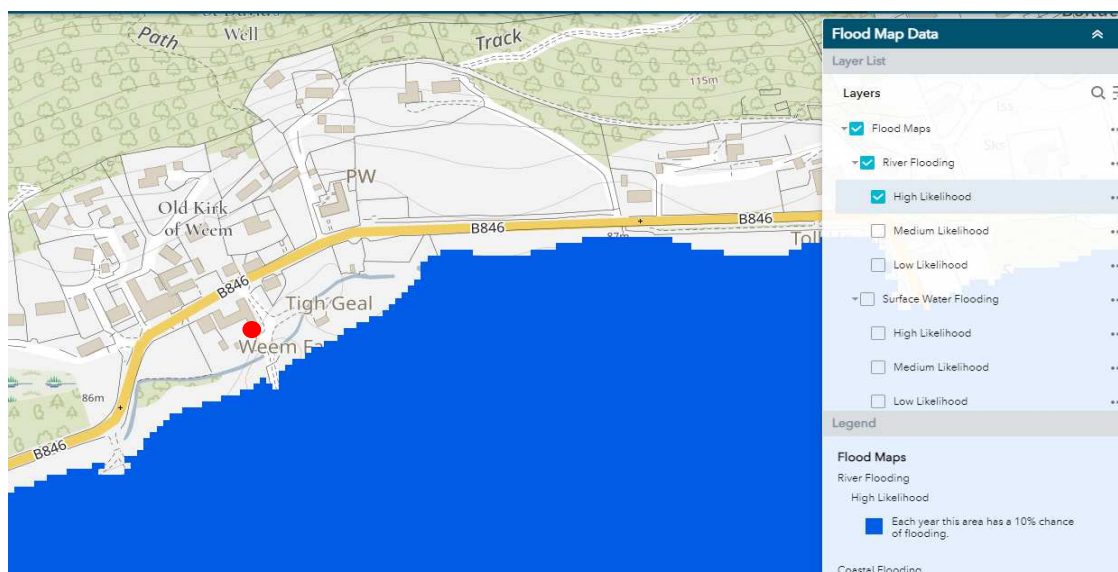 Well
Path
Track
115m
PW
Old Kirk
of Weem
B846
B846
87m
B846
Tigh Geal
Weem
86m
B846
Flood Map Data
Layer List
Layers
Flood Maps
River Flooding
High Likelihood
Medium Likelihood
Low Likelihood
Surface Water Flooding
High Likelihood
Medium Likelihood
Low Likelihood
Legend
Flood Maps
River Flooding
High Likelihood
Each year this area has a 10% chance
of flooding.
Coastal Flooding